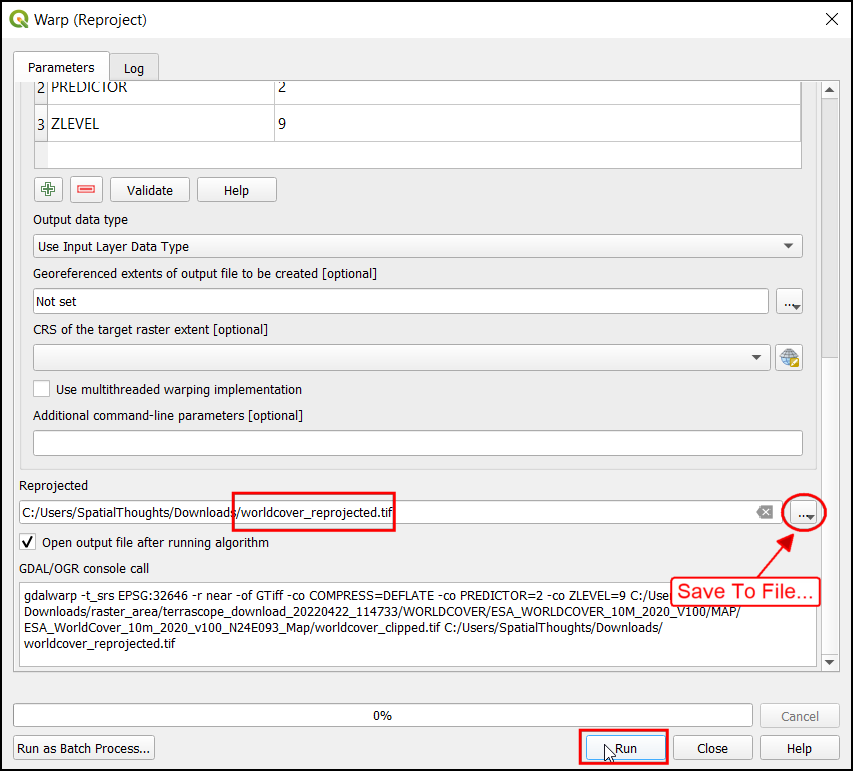 Warp (Reproject)
Parameters
Log
2 PREDICTOR 2
3 ZLEVEL 9
Validate
Help
Output data type
Use Input Layer Data Type
Georeferenced extents of output file to be created [optional]
Not set
...
CRS of the target raster extent [optional]
Use multithreaded warping implementation
Additional command-line parameters [optional]
Reprojected
C:/Users/SpatialThoughts/Downloads/worldcover_reprojected.tif
...
Open output file after running algorithm
GDAL/OGR console call
gdalwarp -t_srs EPSG:32646 -r near -of GTiff -co COMPRESS=DEFLATE -co PREDICTOR=2 -co ZLEVEL=9 C:/User
Save To File...
Downloads/raster_area/terrascope_download_20220422_114733/WORLDCOVER/ESA_WORLDCOVER_10M_2020_V100/MAP/
ESA_WorldCover_10m_2020_v100_N24E093_Map/worldcover_clipped.tif C:/Users/SpatialThoughts/Downloads/
worldcover_reprojected.tif
0%
Cancel
Run as Batch Process...
Run
Close
Help